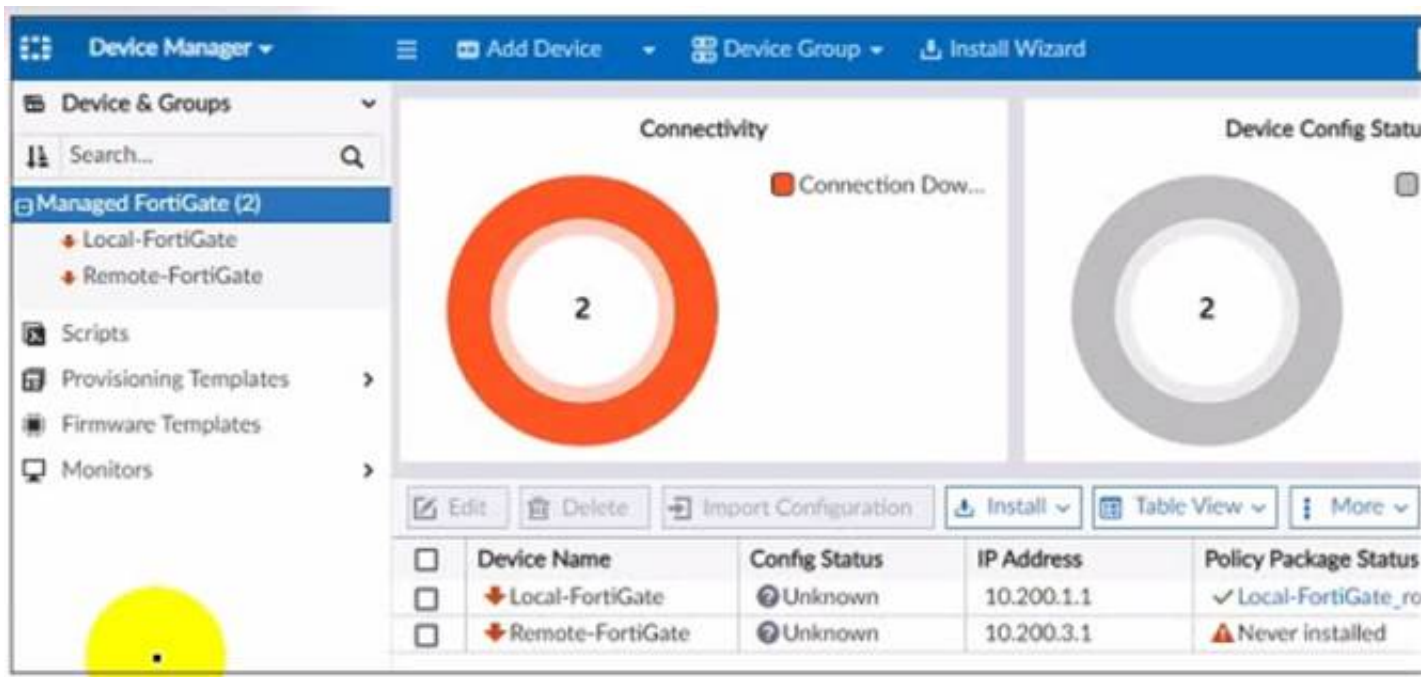 Device Manager Add Device Device Group Install Wizard
Device & Groups
Search...
Managed FortiGate (2)
Local-FortiGate
Remote-FortiGate
Scripts
Provisioning Templates
Firmware Templates
Monitors
Connectivity
Connection Dow...
2
Device Config Statu
2
Edit Delete Import Configuration Install Table View More
Device Name Config Status IP Address Policy Package Status
Local-FortiGate Unknown 10.200.1.1 Local-FortiGate_ro
Remote-FortiGate Unknown 10.200.3.1 Never installed